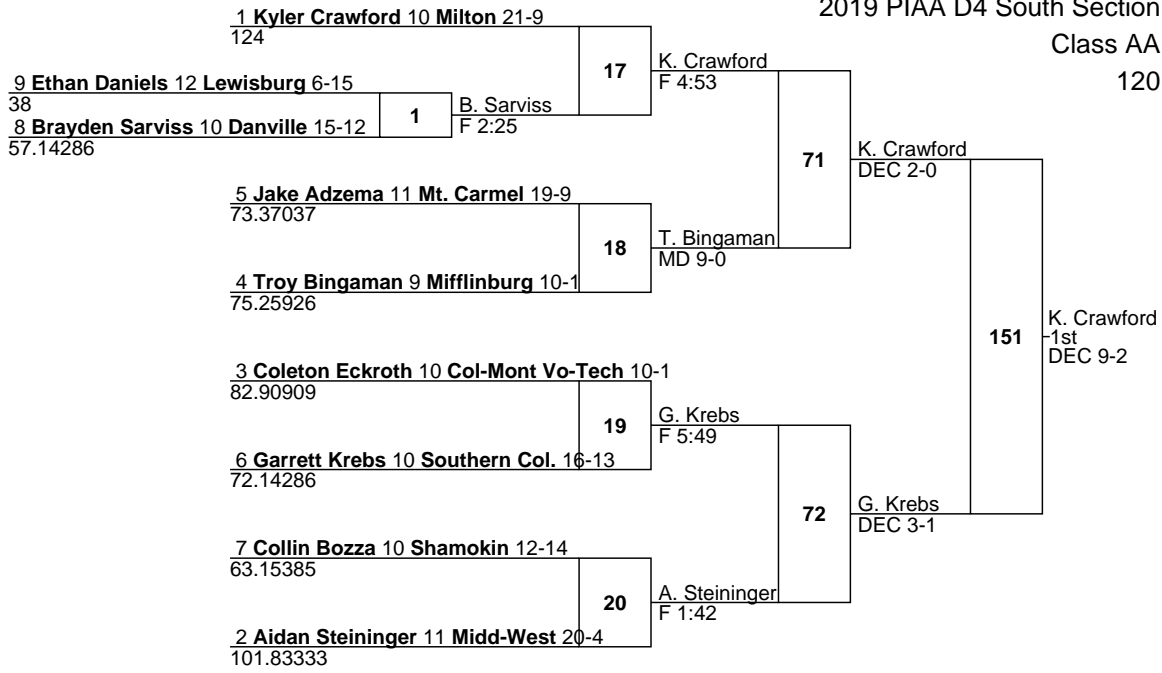 2019 PIAA D4 South Section
Class AA
120
1 Kyler Crawford 10 Milton 21-9
124
9 Ethan Daniels 12 Lewisburg 6-15
38
8 Brayden Sarviss 10 Danville 15-12
57.14286
1
B. Sarviss
F 2:25
17
K. Crawford
F 4:53
5 Jake Adzema 11 Mt. Carmel 19-9
73.37037
4 Troy Bingaman 9 Mifflinburg 10-1
75.25926
18
T. Bingaman
MD 9-0
71
K. Crawford
DEC 2-0
3 Coleton Eckroth 10 Col-Mont Vo-Tech 10-1
82.90909
6 Garrett Krebs 10 Southern Col. 16-13
72.14286
19
G. Krebs
F 5:49
7 Collin Bozza 10 Shamokin 12-14
63.15385
2 Aidan Steininger 11 Midd-West 20-4
101.83333
20
A. Steininger
F 1:42
72
G. Krebs
DEC 3-1
151
K. Crawford
1st
DEC 9-2